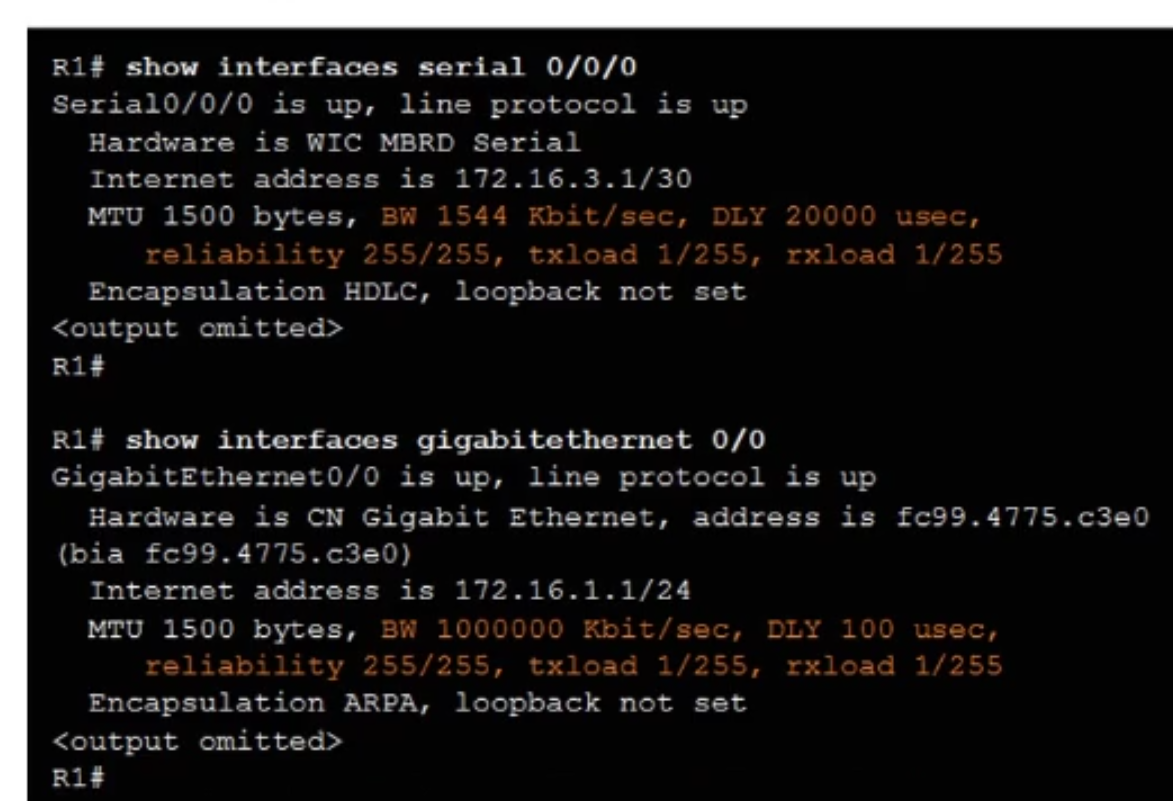 R1# show interfaces serial 0/0/0
Serial0/0/0 is up, line protocol is up
Hardware is WIC MBRD Serial
Internet address is 172.16.3.1/30
MTU 1500 bytes, BW 1544 Kbit/sec, DLY 20000 usec,
reliability 255/255, txload 1/255, rxload 1/255
Encapsulation HDLC, loopback not set
<output omitted>
R1#
R1# show interfaces gigabitethernet 0/0
GigabitEthernet0/0 is up, line protocol is up
Hardware is CN Gigabit Ethernet, address is fc99.4775.c3e0
(bia fc99.4775.c3e0)
Internet address is 172.16.1.1/24
MTU 1500 bytes, BW 1000000 Kbit/sec, DLY 100 usec,
reliability 255/255, txload 1/255, rxload 1/255
Encapsulation ARPA, loopback not set
<output omitted>
R1#